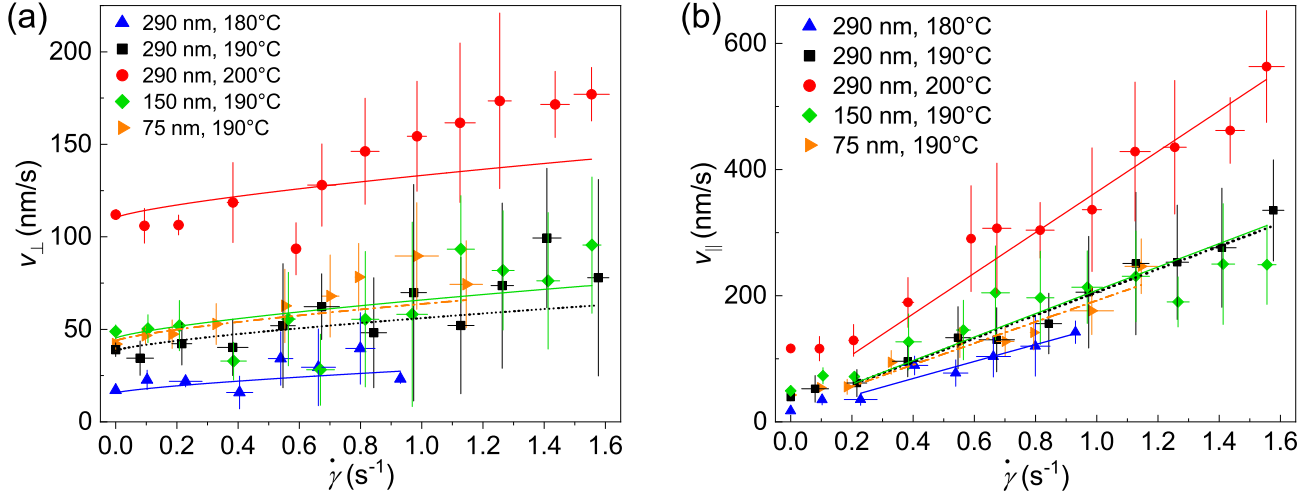 (a)
290 nm, 180°C
290 nm, 190°C
290 nm, 200°C
150 nm, 190°C
75 nm, 190°C
v⊥ (nm/s)
200
150
100
50
0
0.0 0.2 0.4 0.6 0.8 1.0 1.2 1.4 1.6
γ̇ (s⁻¹)
(b)
290 nm, 180°C
290 nm, 190°C
290 nm, 200°C
150 nm, 190°C
75 nm, 190°C
v∥ (nm/s)
600
400
200
0
0.0 0.2 0.4 0.6 0.8 1.0 1.2 1.4 1.6
γ̇ (s⁻¹)